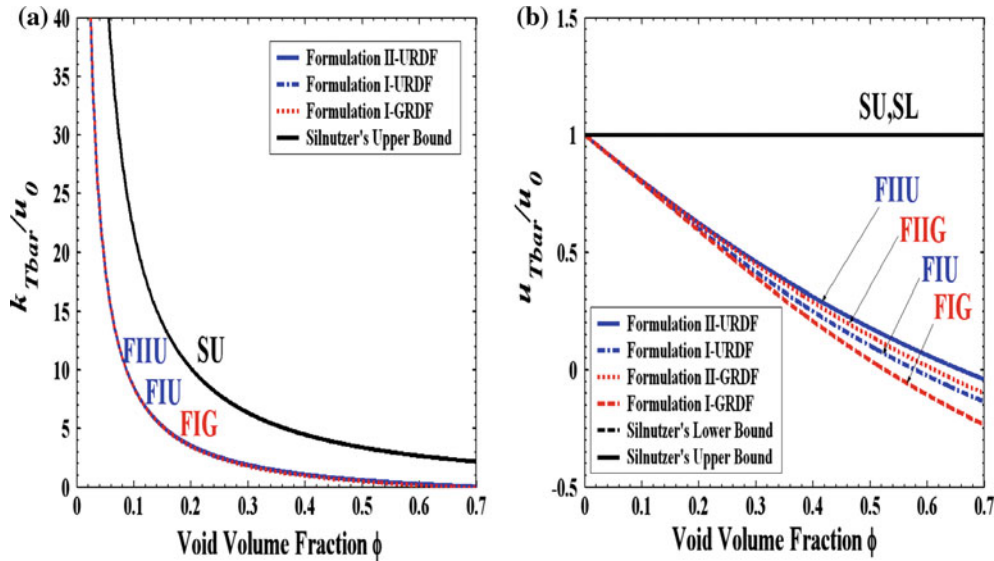 (a)
40
35
30
25
20
15
10
5
0
k_Tbar/u_0
Formulation II-URDF
Formulation I-URDF
Formulation I-GRDF
Silnutzer's Upper Bound
SU
FIIU
FIU
FIG
0 0.1 0.2 0.3 0.4 0.5 0.6 0.7
Void Volume Fraction ϕ
(b)
1.5
1
0.5
0
-0.5
u_Tbar/u_0
SU,SL
FIIU
FIIG
FIU
FIG
Formulation II-URDF
Formulation I-URDF
Formulation II-GRDF
Formulation I-GRDF
Silnutzer's Lower Bound
Silnutzer's Upper Bound
0 0.1 0.2 0.3 0.4 0.5 0.6 0.7
Void Volume Fraction ϕ